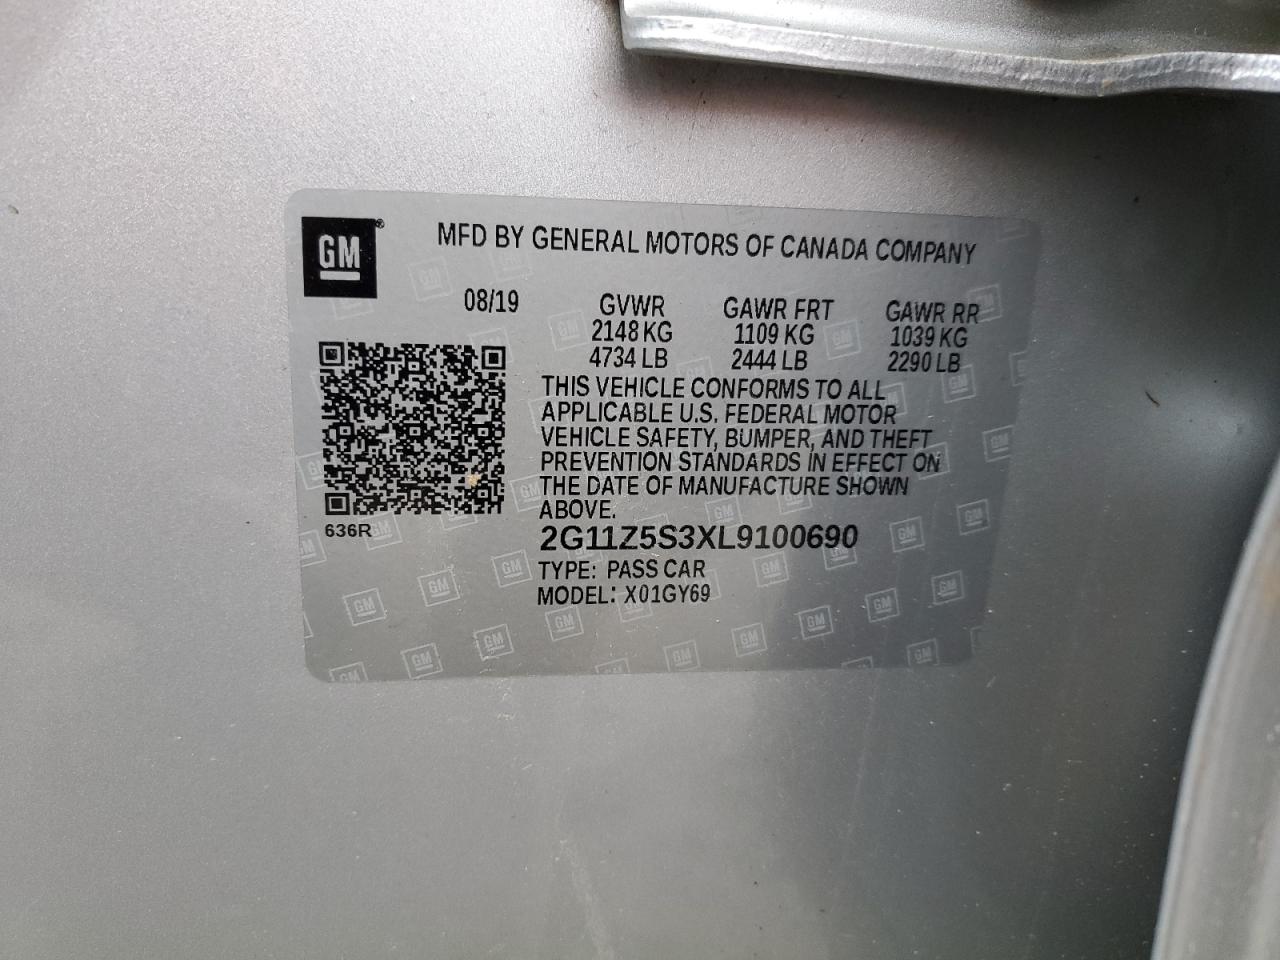 GM
MFD BY GENERAL MOTORS OF CANADA COMPANY
08/19 GVWR GAWR FRT GAWR RR
2148 KG 1109 KG 1039 KG
4734 LB 2444 LB 2290 LB
THIS VEHICLE CONFORMS TO ALL
APPLICABLE U.S. FEDERAL MOTOR
VEHICLE SAFETY, BUMPER, AND THEFT
PREVENTION STANDARDS IN EFFECT ON
THE DATE OF MANUFACTURE SHOWN
ABOVE.
636R
2G11Z5S3XL9100690
TYPE: PASS CAR
MODEL: X01GY69